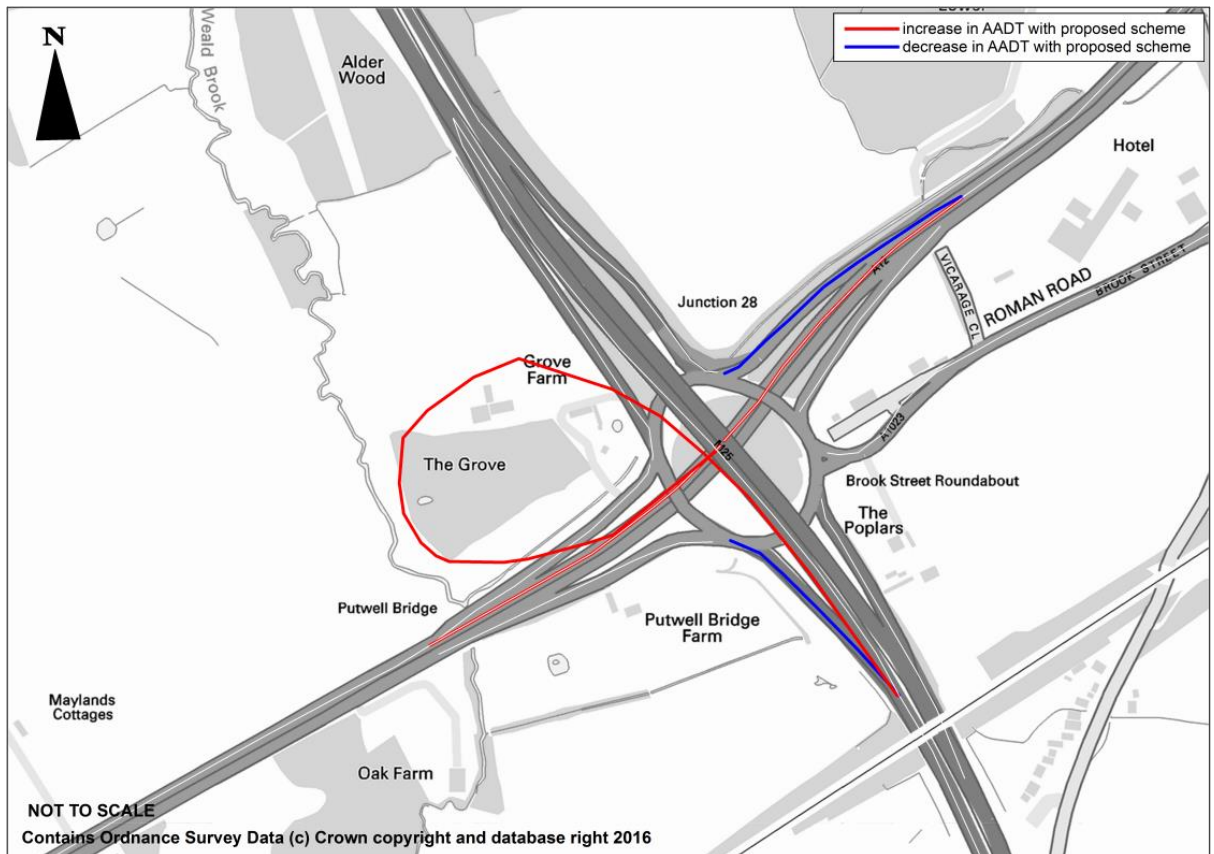 increase in AADT with proposed scheme
decrease in AADT with proposed scheme
N
Weald Brook
Alder
Wood
Hotel
A12
VICARAGE CL
ROMAN ROAD
BROOK STREET
Junction 28
Grove
Farm
A1023
M25
The Grove
Brook Street Roundabout
The
Poplars
Putwell Bridge
Putwell Bridge
Farm
Maylands
Cottages
Oak Farm
NOT TO SCALE
Contains Ordnance Survey Data (c) Crown copyright and database right 2016